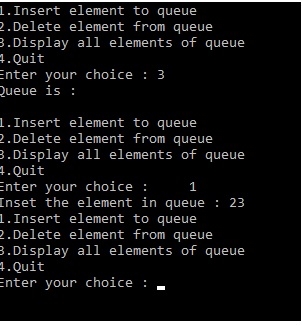 1.Insert element to queue
2.Delete element from queue
3.Display all elements of queue
4.Quit
Enter your choice : 3
Queue is :
1.Insert element to queue
2.Delete element from queue
3.Display all elements of queue
4.Quit
Enter your choice :     1
Inset the element in queue : 23
1.Insert element to queue
2.Delete element from queue
3.Display all elements of queue
4.Quit
Enter your choice :